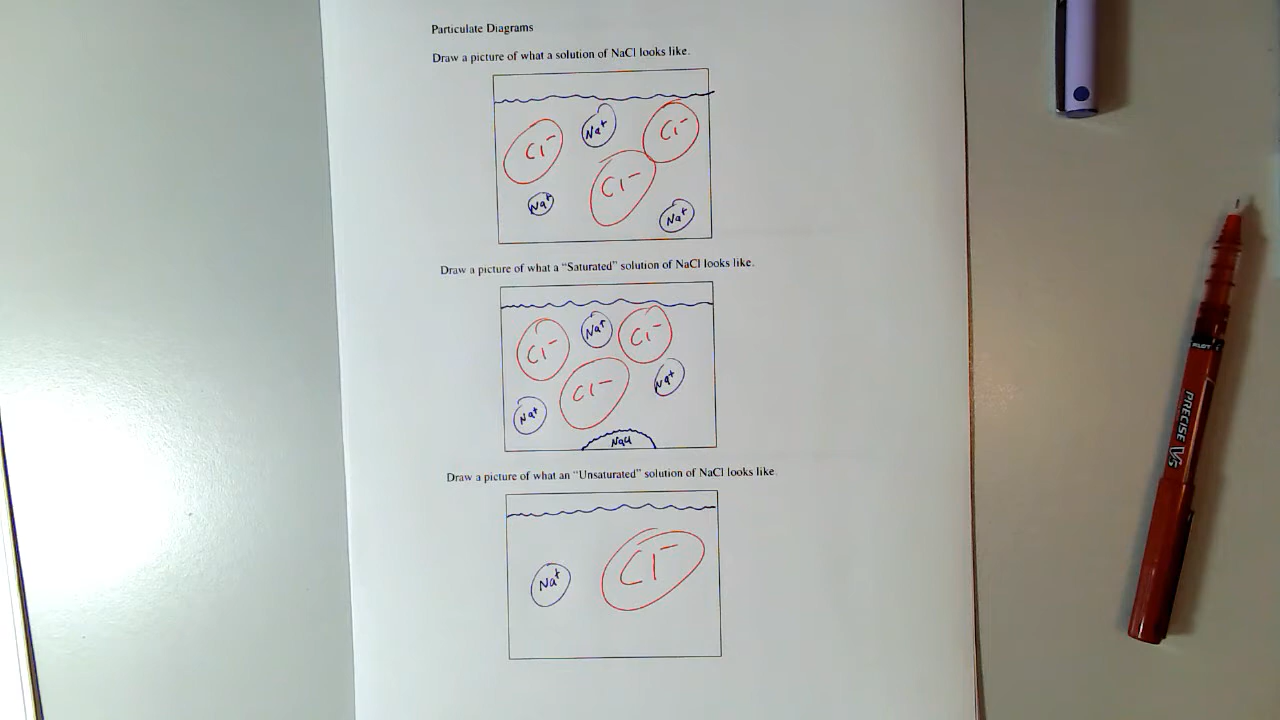 Particulate Diagrams
Draw a picture of what a solution of NaCl looks like.
Cl⁻ Na⁺ Cl⁻
Cl⁻
Na⁺ Na⁺
Draw a picture of what a “Saturated” solution of NaCl looks like.
Cl⁻ Na⁺ Cl⁻
Cl⁻ Na⁺
Na⁺
NaCl
Draw a picture of what an “Unsaturated” solution of NaCl looks like.
Na⁺ Cl⁻
PILOT
PRECISE V5